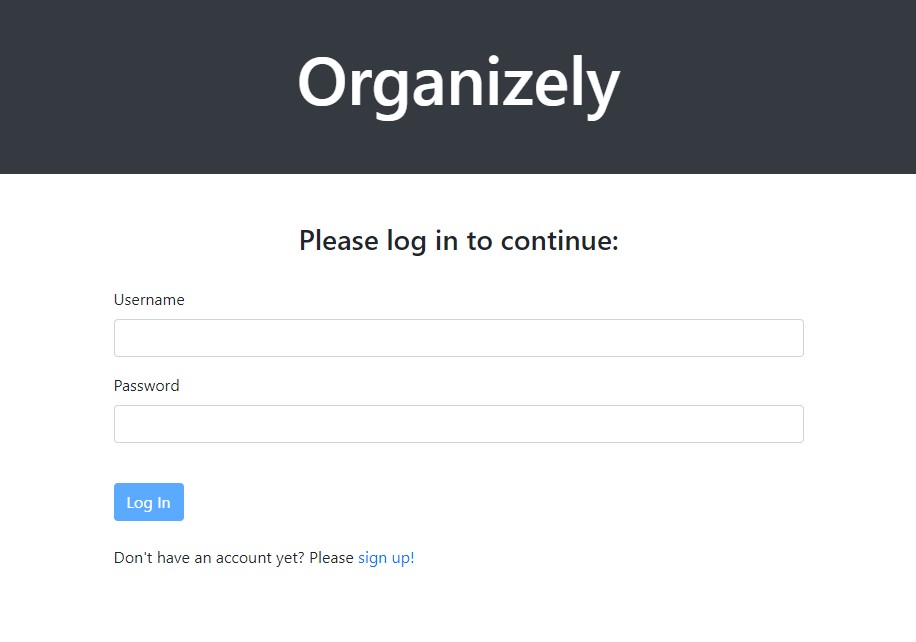 Organizely
Please log in to continue:
Username
Password
Log In
Don't have an account yet? Please sign up!